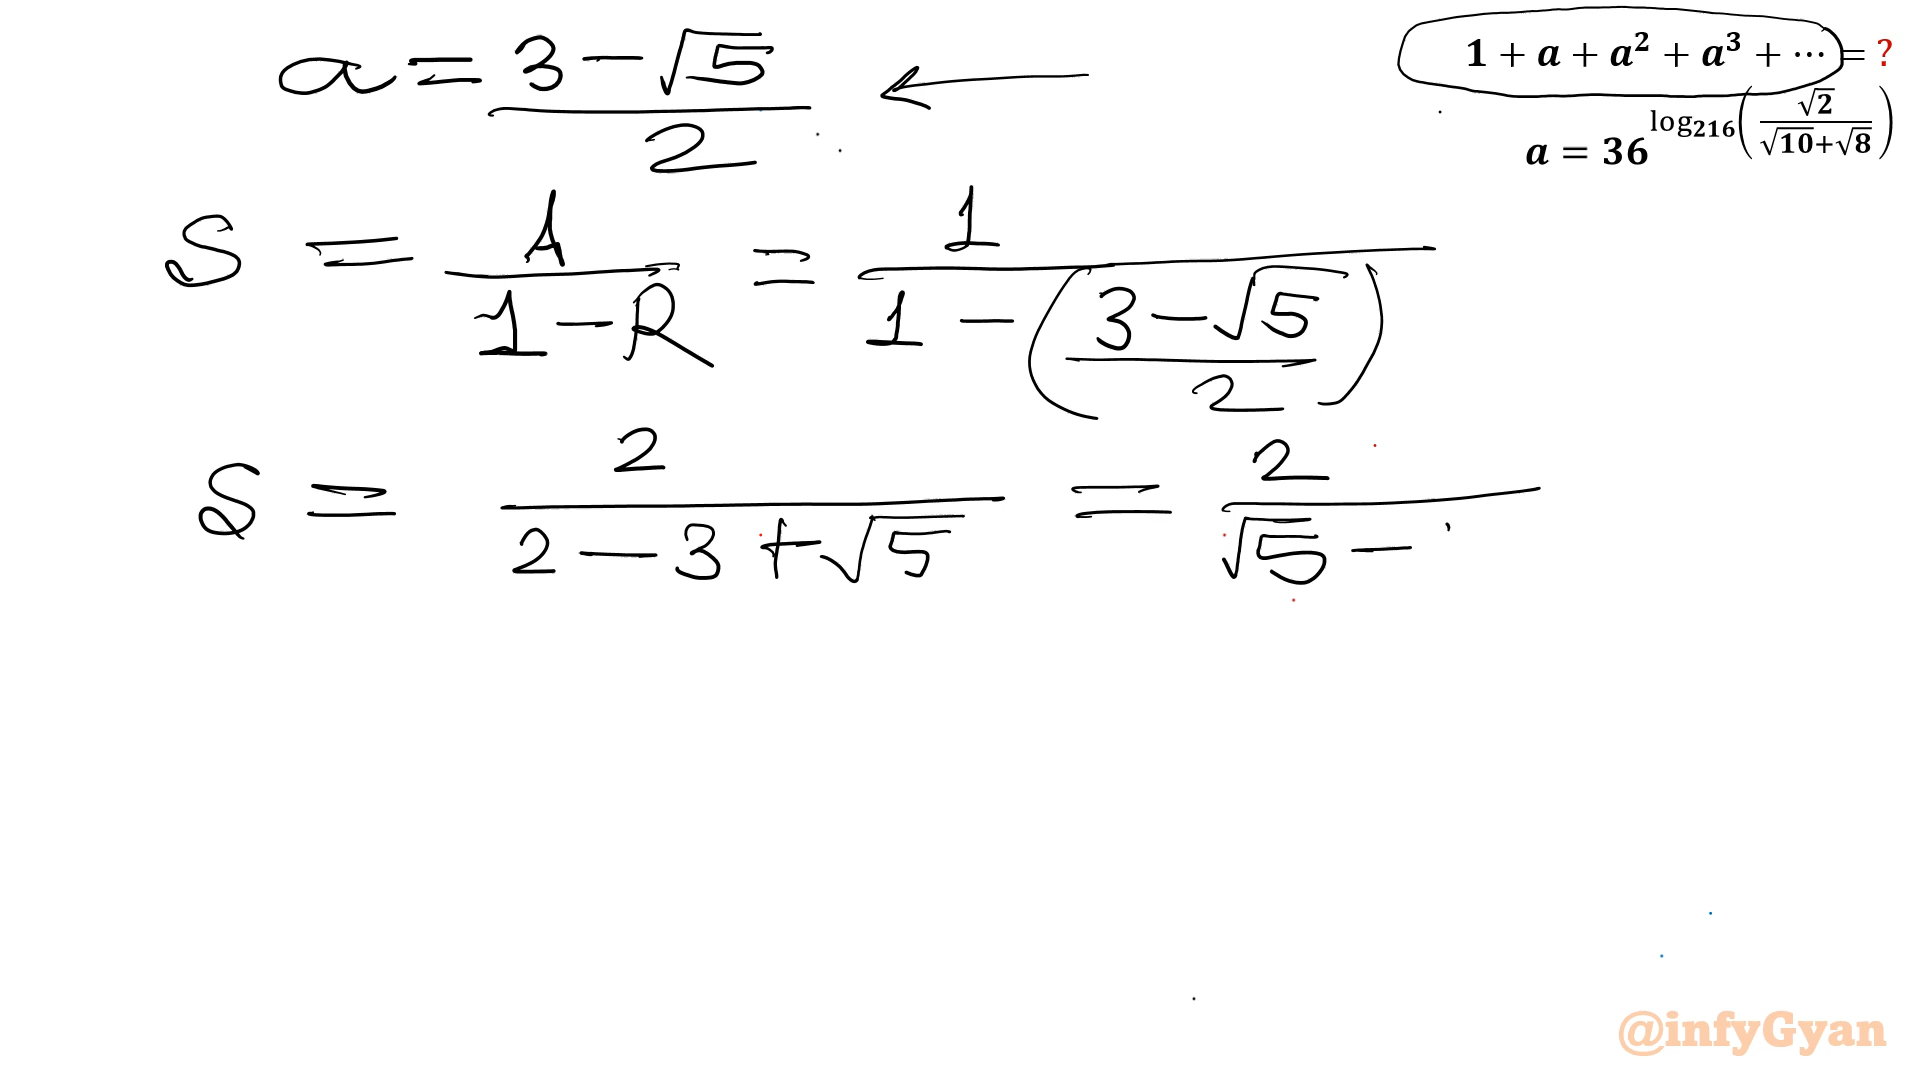 1 + a + a² + a³ + ⋯ = ?
a = 36^(log₂₁₆(√2/(√10+√8)))
a = (3 − √5)/2 ←
S = A/(1 − R) = 1/(1 − ((3 − √5)/2))
S = 2/(2 − 3 + √5) = 2/(√5 −
@infyGyan